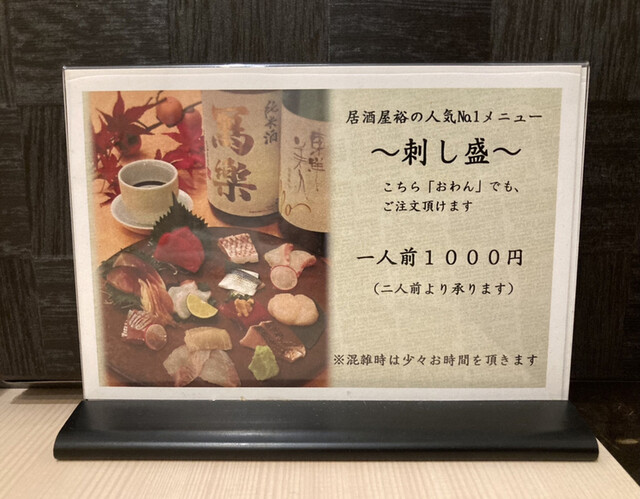 居酒屋裕の人気No.1メニュー
～刺し盛～
こちら「おわん」でも、
ご注文頂けます
一人前１０００円
（二人前より承ります）
※混雑時は少々お時間を頂きます
純米酒
寫樂